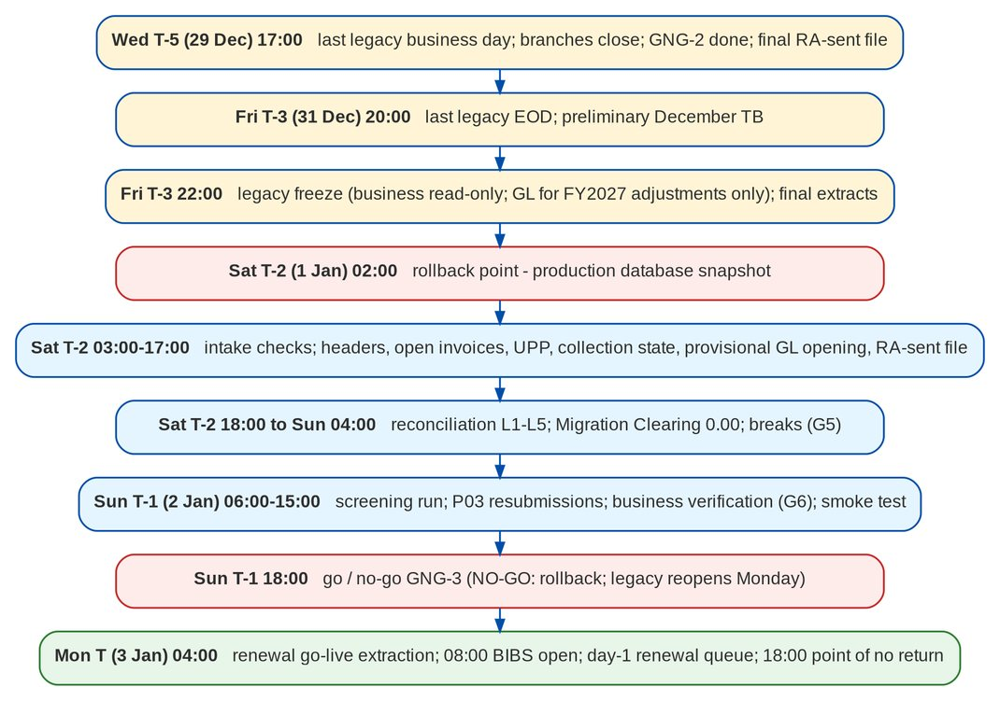 Wed T-5 (29 Dec) 17:00 last legacy business day; branches close; GNG-2 done; final RA-sent file
Fri T-3 (31 Dec) 20:00 last legacy EOD; preliminary December TB
Fri T-3 22:00 legacy freeze (business read-only; GL for FY2027 adjustments only); final extracts
Sat T-2 (1 Jan) 02:00 rollback point - production database snapshot
Sat T-2 03:00-17:00 intake checks; headers, open invoices, UPP, collection state, provisional GL opening, RA-sent file
Sat T-2 18:00 to Sun 04:00 reconciliation L1-L5; Migration Clearing 0.00; breaks (G5)
Sun T-1 (2 Jan) 06:00-15:00 screening run; P03 resubmissions; business verification (G6); smoke test
Sun T-1 18:00 go / no-go GNG-3 (NO-GO: rollback; legacy reopens Monday)
Mon T (3 Jan) 04:00 renewal go-live extraction; 08:00 BIBS open; day-1 renewal queue; 18:00 point of no return